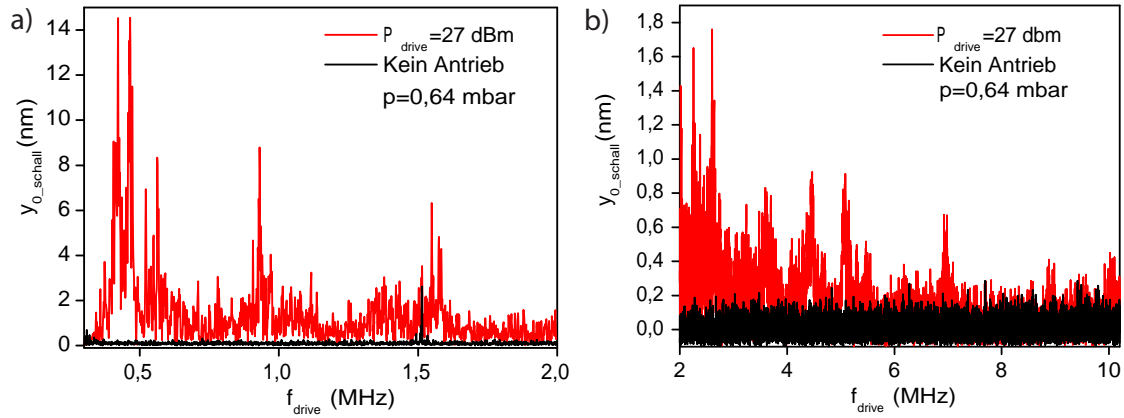 a)
14
12
10
8
6
4
2
0
y0_schall(nm)
Pdrive=27 dBm
Kein Antrieb
p=0,64 mbar
0,5
1,0
1,5
2,0
fdrive (MHz)
b)
1,8
1,6
1,4
1,2
1,0
0,8
0,6
0,4
0,2
0,0
y0_schall(nm)
Pdrive=27 dbm
Kein Antrieb
p=0,64 mbar
2
4
6
8
10
fdrive (MHz)